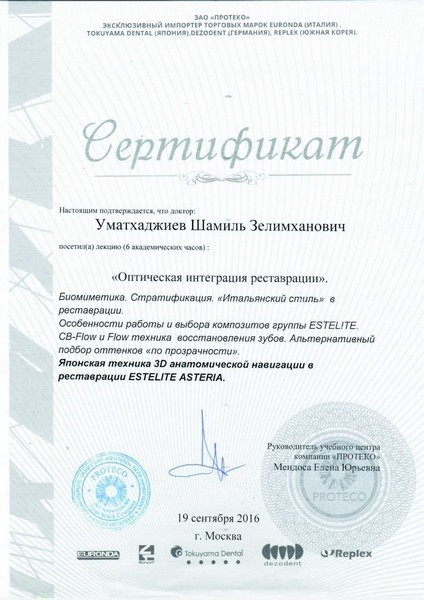 ЗАО «ПРОТЕКО»
ЭКСКЛЮЗИВНЫЙ ИМПОРТЕР ТОРГОВЫХ МАРОК EURONDA (ИТАЛИЯ) ,
TOKUYAMA DENTAL (ЯПОНИЯ),DEZODENT (ГЕРМАНИЯ), REPLEX (ЮЖНАЯ КОРЕЯ).
Сертификат
Настоящим подтверждается, что доктор:
Уматхаджиев Шамиль Зелимханович
посетил(а) лекцию (6 академических часов) :
«Оптическая интеграция реставрации».
Биомиметика. Стратификация. «Итальянский стиль» в
реставрации.
Особенности работы и выбора композитов группы ESTELITE.
CB-Flow и Flow техника восстановления зубов. Альтернативный
подбор оттенков «по прозрачности».
Японская техника 3D анатомической навигации в
реставрации ESTELITE ASTERIA.
Руководитель учебного центра
компании «ПРОТЕКО»
Мендоса Елена Юрьевна
PROTECO
PROTECO
19 сентября 2016
г. Москва
EURONDA
Tokuyama Dental
dezodent
Replex